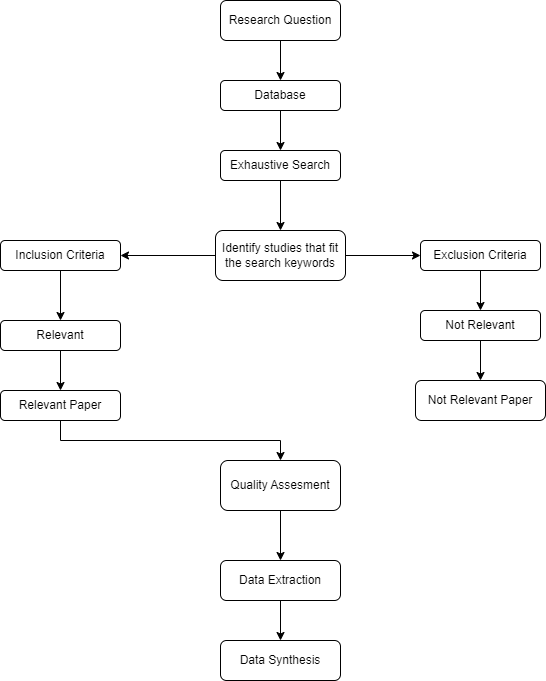 Research Question
Database
Exhaustive Search
Identify studies that fit
the search keywords
Inclusion Criteria
Exclusion Criteria
Relevant
Not Relevant
Relevant Paper
Not Relevant Paper
Quality Assesment
Data Extraction
Data Synthesis